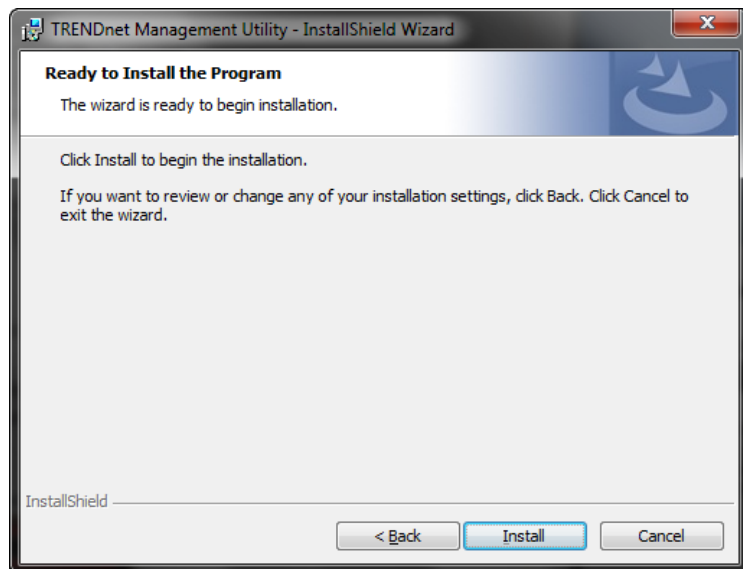 TRENDnet Management Utility - InstallShield Wizard
Ready to Install the Program
The wizard is ready to begin installation.
Click Install to begin the installation.
If you want to review or change any of your installation settings, click Back. Click Cancel to
exit the wizard.
InstallShield
< Back Install Cancel